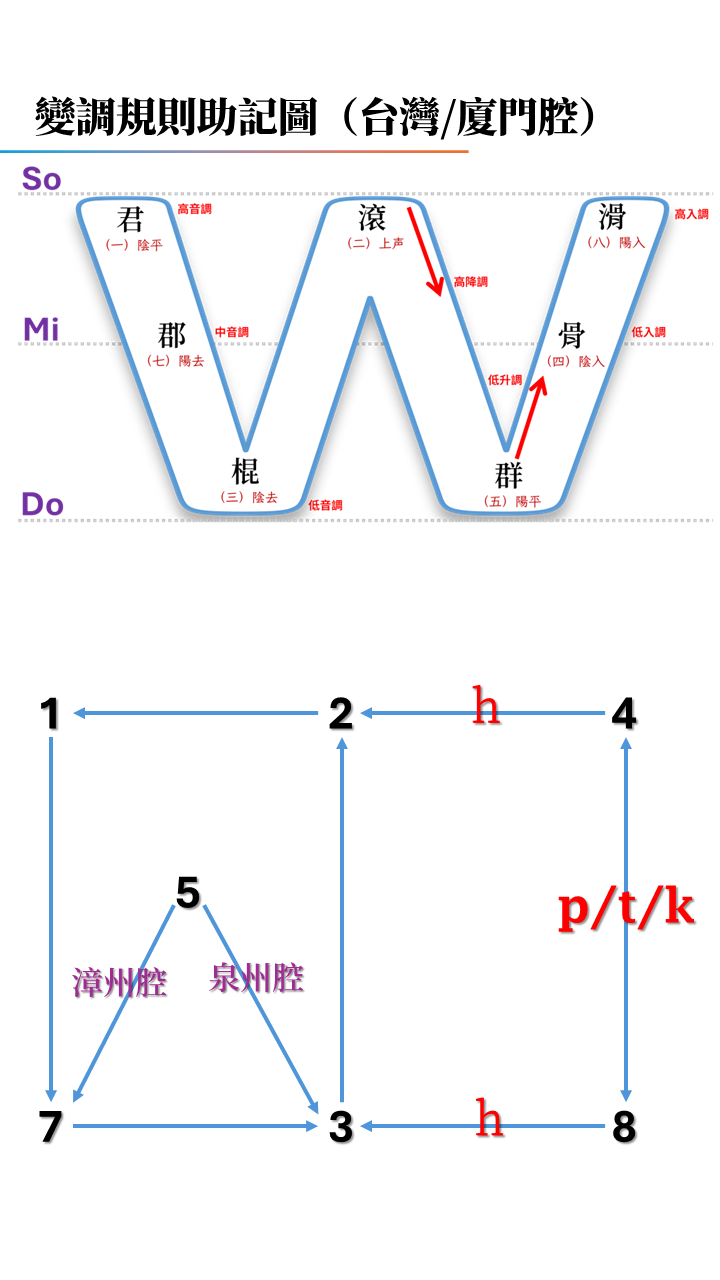 變調規則助記圖（台灣/廈門腔）
So
君
（一）陰平
高音調
滾
（二）上声
滑
（八）陽入
高入調
高降調
Mi
郡
（七）陽去
中音調
骨
（四）陰入
低入調
低升調
棍
（三）陰去
群
（五）陽平
Do
低音調
1
2
h
4
5
p/t/k
漳州腔
泉州腔
7
3
h
8